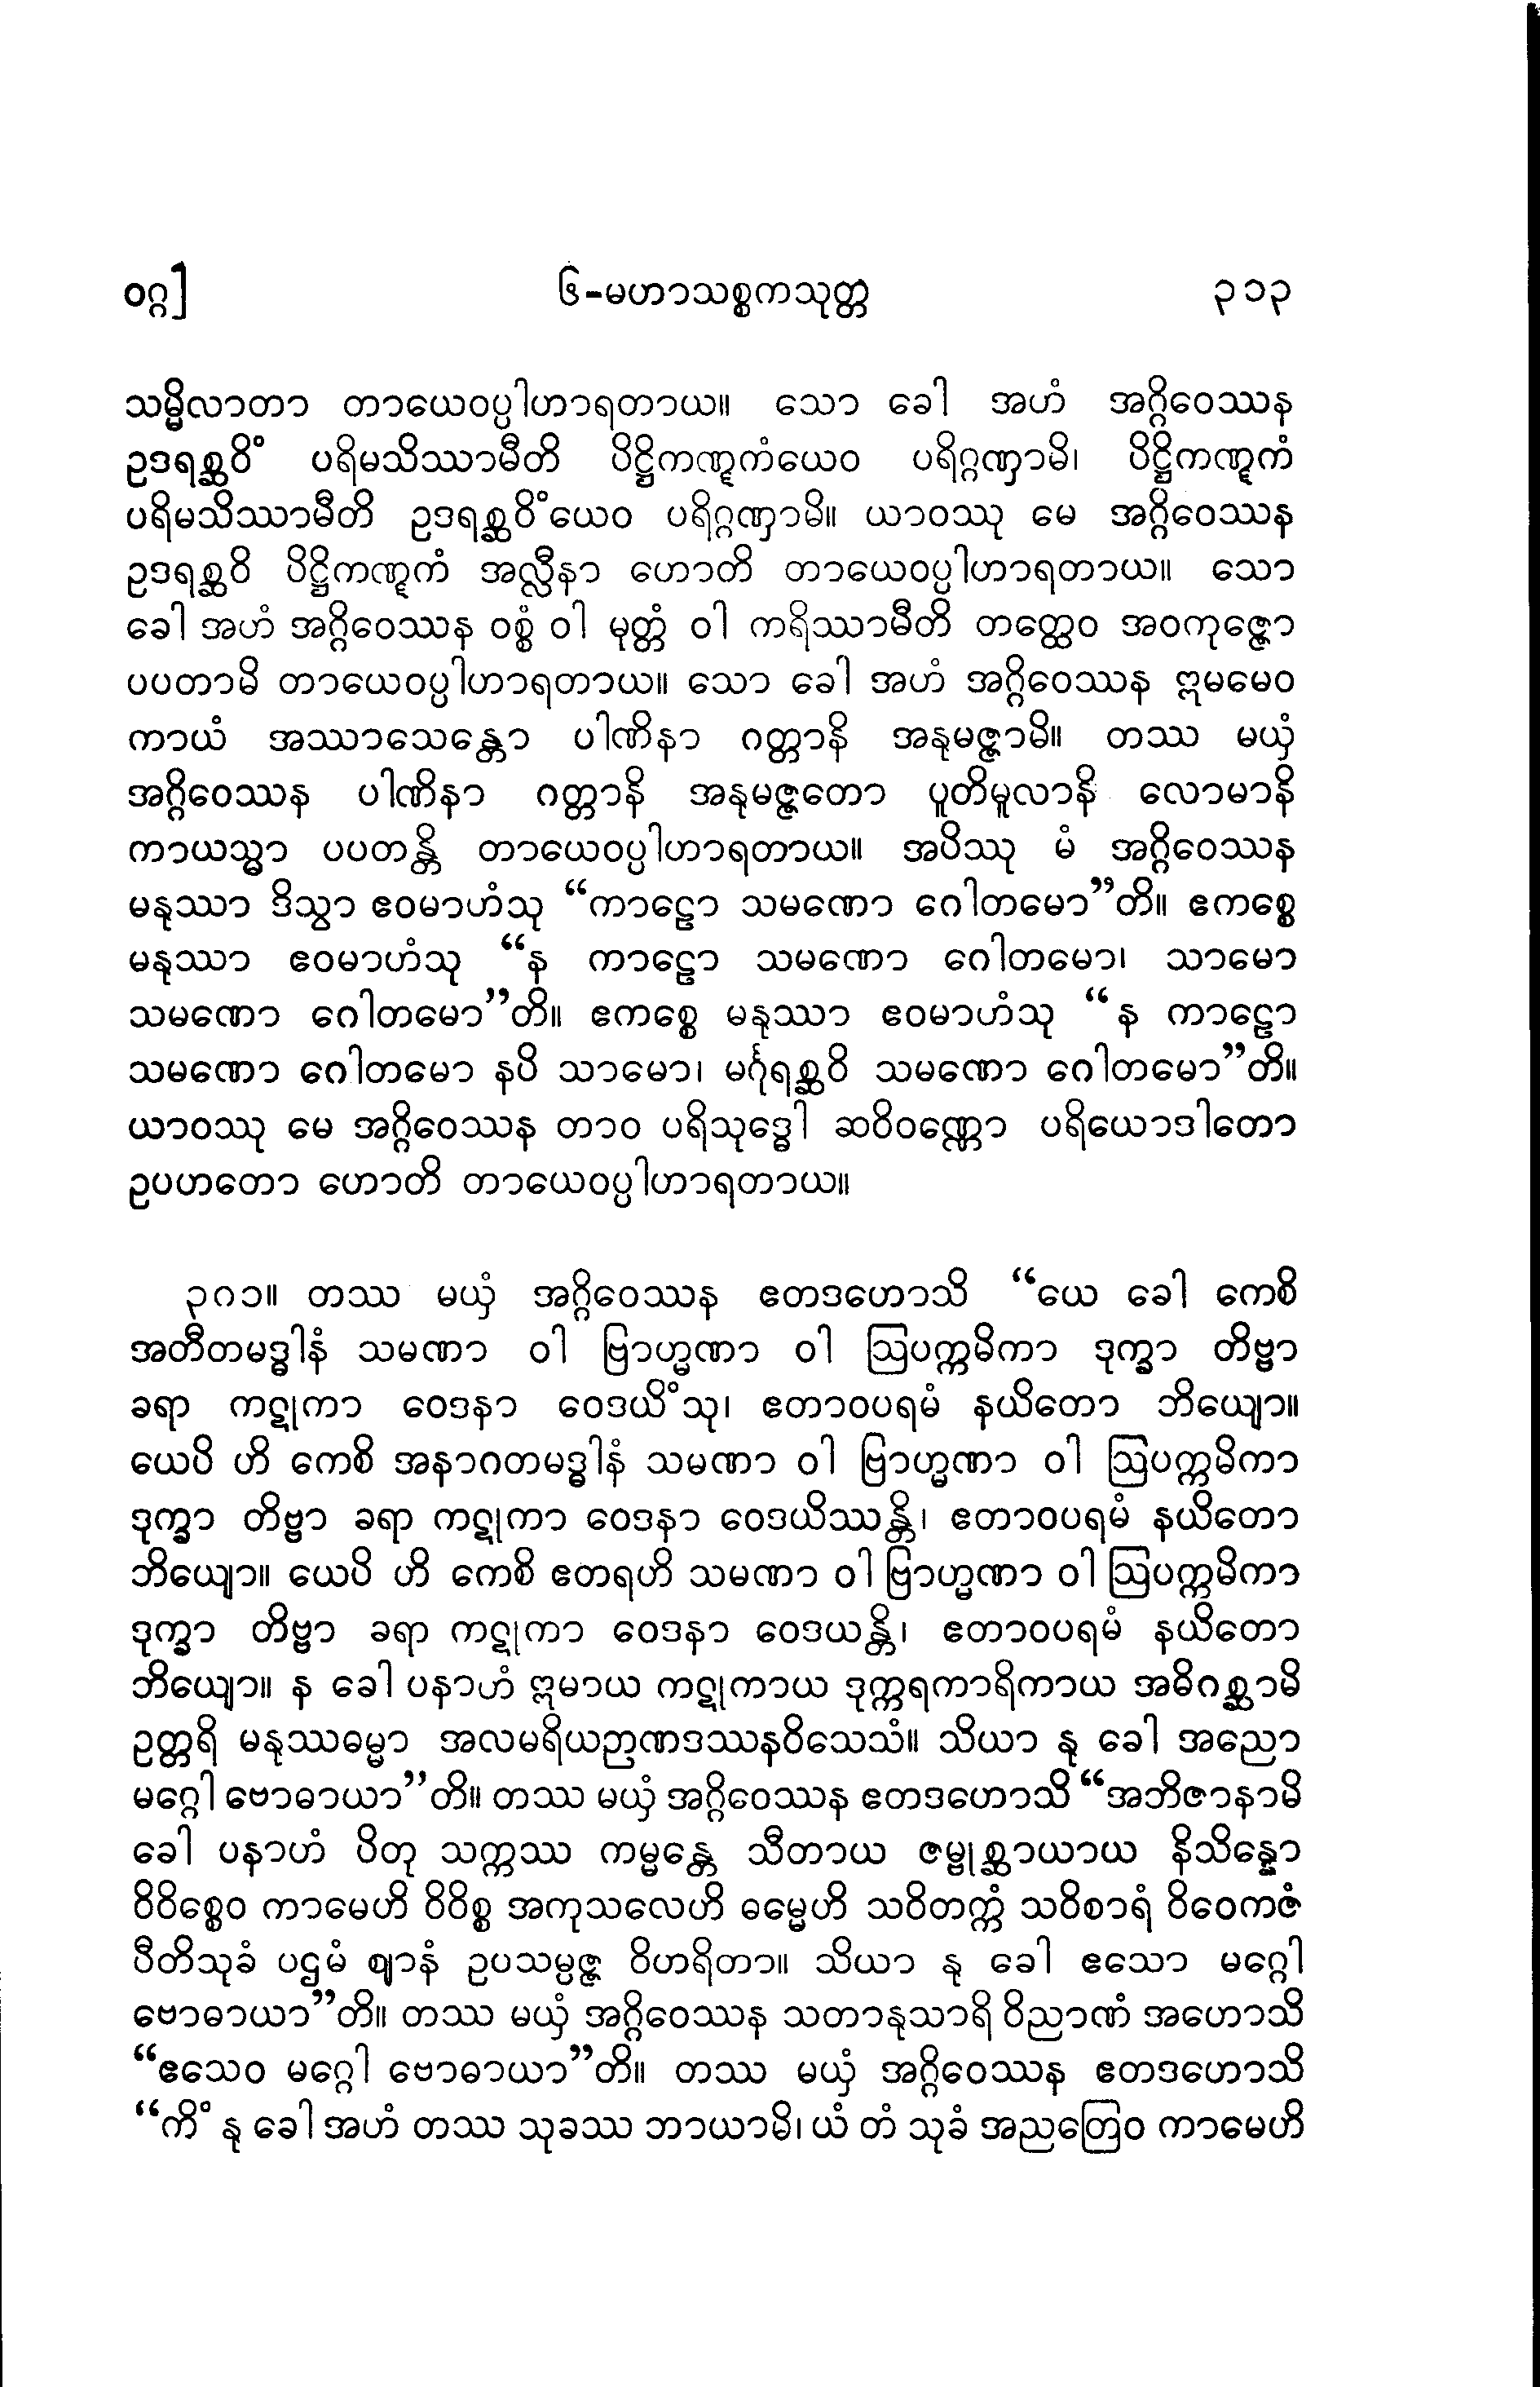 ဝဂ္ဂ]
၆-မဟာသစ္စကသုတ္တ
၃၁၃
သမ္မိလာတာ တာယေဝပ္ပါဟာရတာယ။ သော ခေါ အဟံ အဂ္ဂိဝေဿန
ဥဒရစ္ဆဝိံ ပရိမသိဿာမီတိ ပိဋ္ဌိကဏ္ဋကံယေဝ ပရိဂ္ဂဏှာမိ၊ ပိဋ္ဌိကဏ္ဋကံ
ပရိမသိဿာမီတိ ဥဒရစ္ဆဝိံယေဝ ပရိဂ္ဂဏှာမိ။ ယာဝဿု မေ အဂ္ဂိဝေဿန
ဥဒရစ္ဆဝိ ပိဋ္ဌိကဏ္ဋကံ အလ္လီနာ ဟောတိ တာယေဝပ္ပါဟာရတာယ။ သော
ခေါ အဟံ အဂ္ဂိဝေဿန ဝစ္စံ ဝါ မုတ္တံ ဝါ ကရိဿာမီတိ တတ္ထေဝ အဝကုဇ္ဇော
ပပတာမိ တာယေဝပ္ပါဟာရတာယ။ သော ခေါ အဟံ အဂ္ဂိဝေဿန ဣမမေဝ
ကာယံ အဿာသေန္တော ပါဏိနာ ဂတ္တာနိ အနုမဇ္ဇာမိ။ တဿ မယှံ
အဂ္ဂိဝေဿန ပါဏိနာ ဂတ္တာနိ အနုမဇ္ဇတော ပူတိမူလာနိ လောမာနိ
ကာယသ္မာ ပပတန္တိ တာယေဝပ္ပါဟာရတာယ။ အပိဿု မံ အဂ္ဂိဝေဿန
မနုဿာ ဒိသွာ ဧဝမာဟံသု “ကာဠော သမဏော ဂေါတမော”တိ။ ဧကစ္စေ
မနုဿာ ဧဝမာဟံသု “န ကာဠော သမဏော ဂေါတမော၊ သာမော
သမဏော ဂေါတမော”တိ။ ဧကစ္စေ မနုဿာ ဧဝမာဟံသု “န ကာဠော
သမဏော ဂေါတမော နပိ သာမော၊ မင်္ဂုရစ္ဆဝိ သမဏော ဂေါတမော”တိ။
ယာဝဿု မေ အဂ္ဂိဝေဿန တာဝ ပရိသုဒ္ဓေါ ဆဝိဝဏ္ဏော ပရိယောဒါတော
ဥပဟတော ဟောတိ တာယေဝပ္ပါဟာရတာယ။
၃၈၁။ တဿ မယှံ အဂ္ဂိဝေဿန ဧတဒဟောသိ “ယေ ခေါ ကေစိ
အတီတမဒ္ဓါနံ သမဏာ ဝါ ဗြာဟ္မဏာ ဝါ ဩပက္ကမိကာ ဒုက္ခာ တိဗ္ဗာ
ခရာ ကဋုကာ ဝေဒနာ ဝေဒယိံသု၊ ဧတာဝပရမံ နယိတော ဘိယျော။
ယေပိ ဟိ ကေစိ အနာဂတမဒ္ဓါနံ သမဏာ ဝါ ဗြာဟ္မဏာ ဝါ ဩပက္ကမိကာ
ဒုက္ခာ တိဗ္ဗာ ခရာ ကဋုကာ ဝေဒနာ ဝေဒယိဿန္တိ၊ ဧတာဝပရမံ နယိတော
ဘိယျော။ ယေပိ ဟိ ကေစိ ဧတရဟိ သမဏာ ဝါ ဗြာဟ္မဏာ ဝါ ဩပက္ကမိကာ
ဒုက္ခာ တိဗ္ဗာ ခရာ ကဋုကာ ဝေဒနာ ဝေဒယန္တိ၊ ဧတာဝပရမံ နယိတော
ဘိယျော။ န ခေါ ပနာဟံ ဣမာယ ကဋုကာယ ဒုက္ကရကာရိကာယ အဓိဂစ္ဆာမိ
ဥတ္တရိ မနုဿဓမ္မာ အလမရိယဉာဏဒဿနဝိသေသံ။ သိယာ နု ခေါ အညော
မဂ္ဂေါ ဗောဓာယာ”တိ။ တဿ မယှံ အဂ္ဂိဝေဿန ဧတဒဟောသိ “အဘိဇာနာမိ
ခေါ ပနာဟံ ပိတု သက္ကဿ ကမ္မန္တေ သီတာယ ဇမ္ဗုစ္ဆာယာယ နိသိန္နော
ဝိဝိစ္စေဝ ကာမေဟိ ဝိဝိစ္စ အကုသလေဟိ ဓမ္မေဟိ သဝိတက္ကံ သဝိစာရံ ဝိဝေကဇံ
ပီတိသုခံ ပဌမံ ဈာနံ ဥပသမ္ပဇ္ဇ ဝိဟရိတာ။ သိယာ နု ခေါ ဧသော မဂ္ဂေါ
ဗောဓာယာ”တိ။ တဿ မယှံ အဂ္ဂိဝေဿန သတာနုသာရိ ဝိညာဏံ အဟောသိ
“ဧသေဝ မဂ္ဂေါ ဗောဓာယာ”တိ။ တဿ မယှံ အဂ္ဂိဝေဿန ဧတဒဟောသိ
“ကိံ နု ခေါ အဟံ တဿ သုခဿ ဘာယာမိ၊ ယံ တံ သုခံ အညတြေဝ ကာမေဟိ